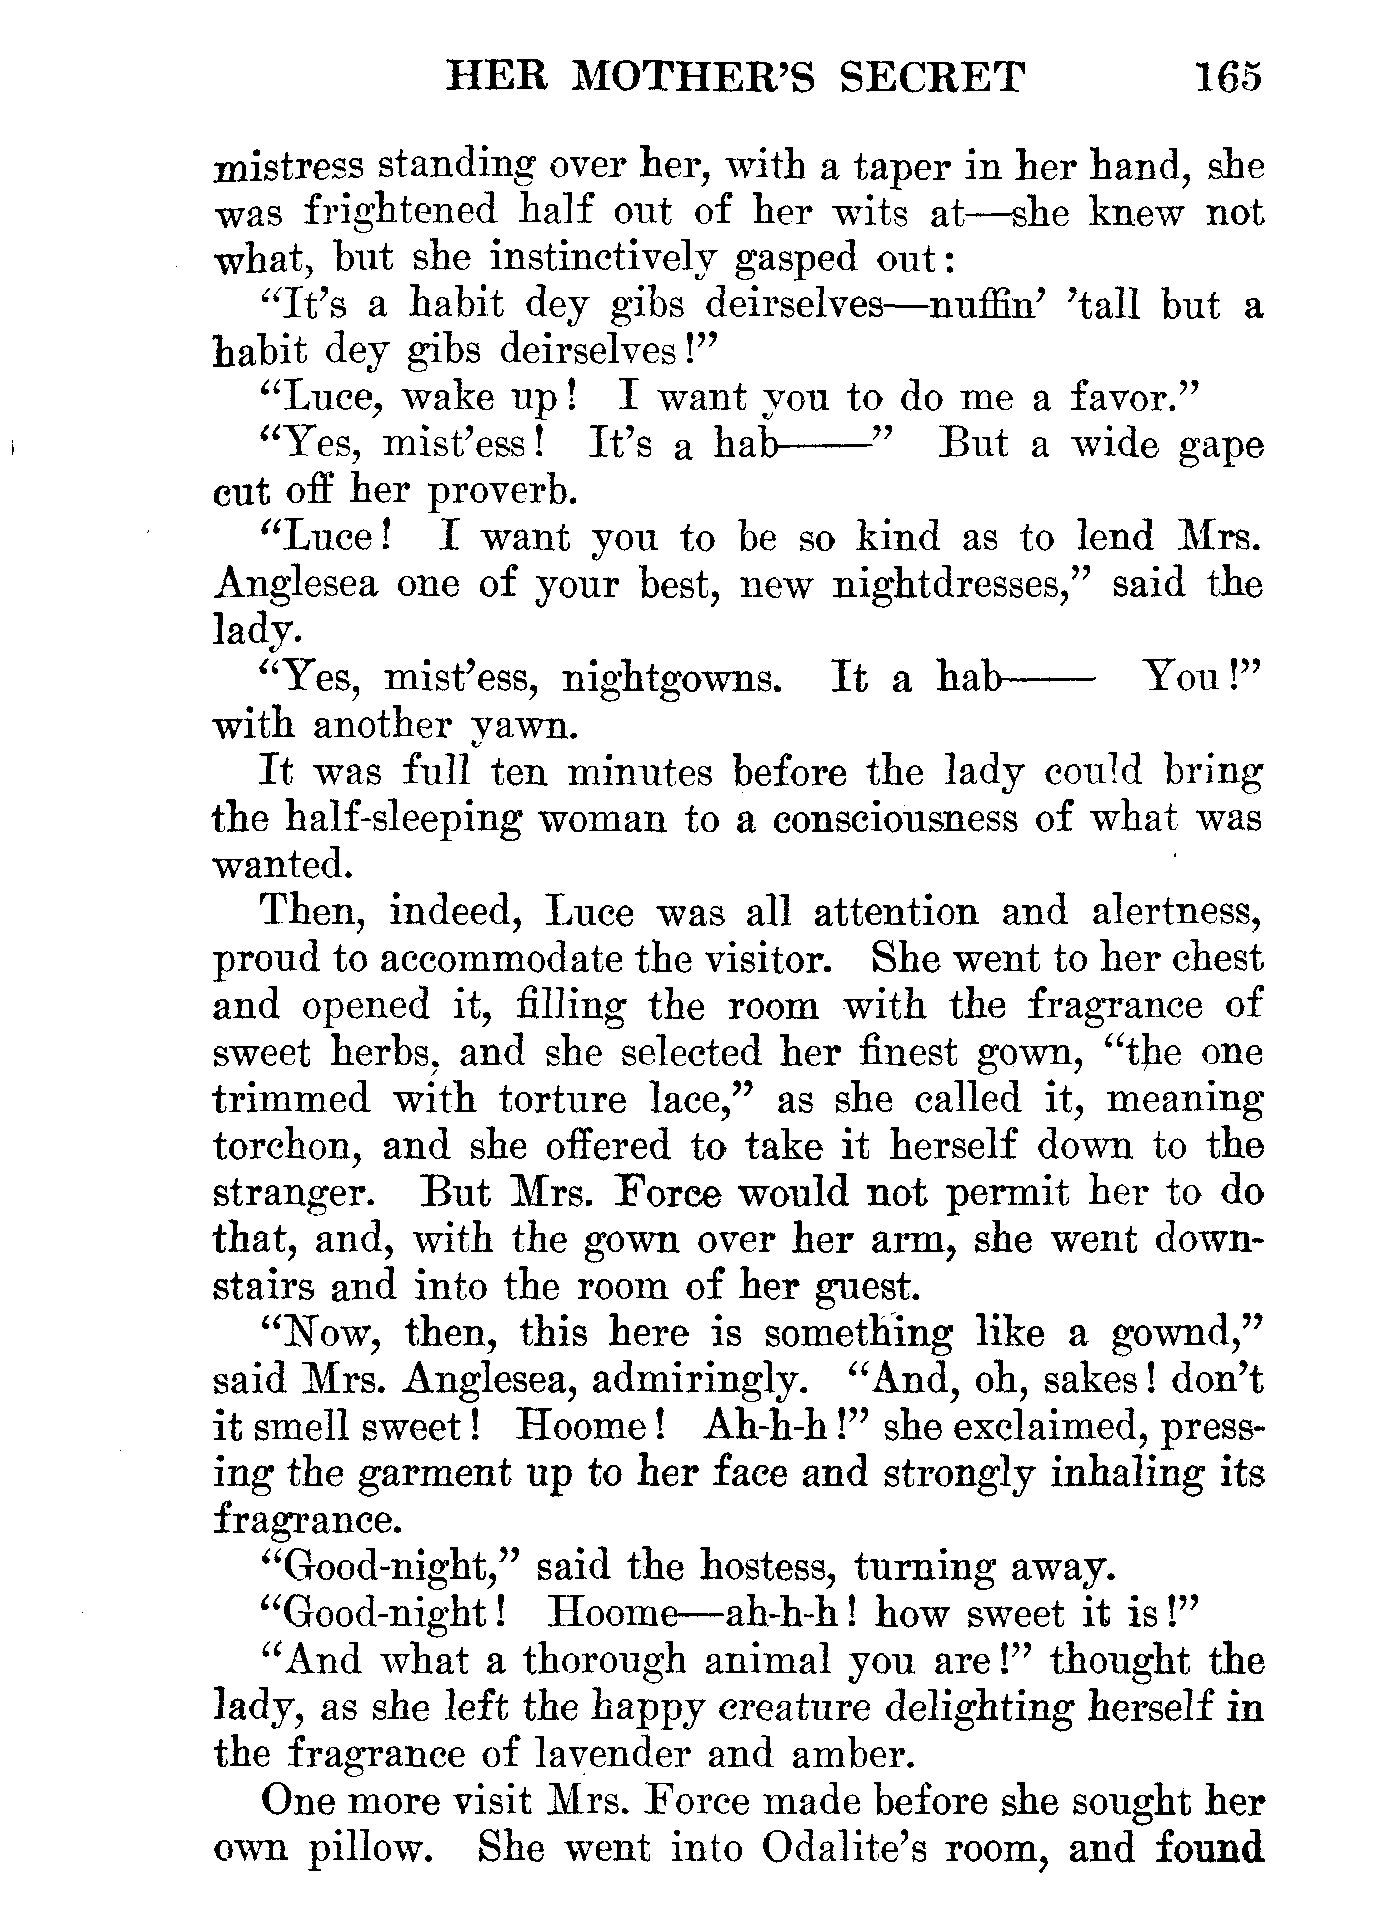 HER MOTHER'S SECRET 165
mistress standing over her, with a taper in her hand, she
was frightened half out of her wits at—she knew not
what, but she instinctively gasped out:
“It’s a habit dey gibs deirselves—nuffin’ ’tall but a
habit dey gibs deirselves!”
“Luce, wake up! I want you to do me a favor.”
“Yes, mist’ess! It’s a hab——” But a wide gape
cut off her proverb.
“Luce! I want you to be so kind as to lend Mrs.
Anglesea one of your best, new nightdresses,” said the
lady.
“Yes, mist’ess, nightgowns. It a hab—— You!”
with another yawn.
It was full ten minutes before the lady could bring
the half-sleeping woman to a consciousness of what was
wanted.
Then, indeed, Luce was all attention and alertness,
proud to accommodate the visitor. She went to her chest
and opened it, filling the room with the fragrance of
sweet herbs, and she selected her finest gown, “the one
trimmed with torture lace,” as she called it, meaning
torchon, and she offered to take it herself down to the
stranger. But Mrs. Force would not permit her to do
that, and, with the gown over her arm, she went down-
stairs and into the room of her guest.
“Now, then, this here is something like a gownd,”
said Mrs. Anglesea, admiringly. “And, oh, sakes! don’t
it smell sweet! Hoome! Ah-h-h!” she exclaimed, press-
ing the garment up to her face and strongly inhaling its
fragrance.
“Good-night,” said the hostess, turning away.
“Good-night! Hoome—ah-h-h! how sweet it is!”
“And what a thorough animal you are!” thought the
lady, as she left the happy creature delighting herself in
the fragrance of lavender and amber.
One more visit Mrs. Force made before she sought her
own pillow. She went into Odalite’s room, and found